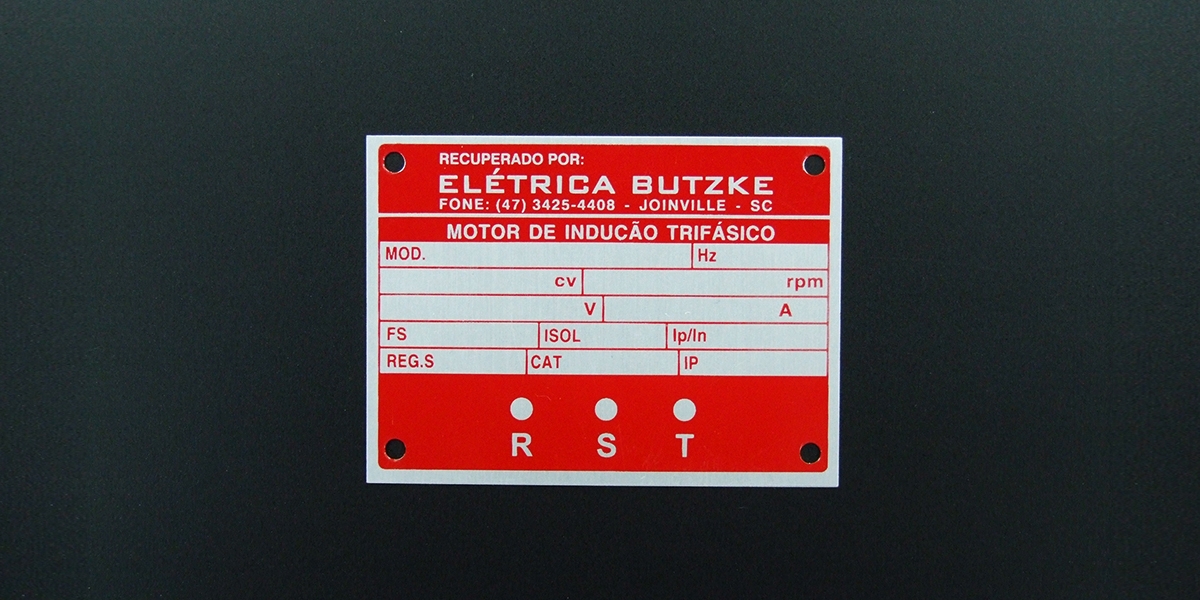 RECUPERADO POR:
ELÉTRICA BUTZKE
FONE: (47) 3425-4408 - JOINVILLE - SC
MOTOR DE INDUCÃO TRIFÁSICO
MOD. Hz
cv rpm
V A
FS ISOL Ip/In
REG.S CAT IP
R S T